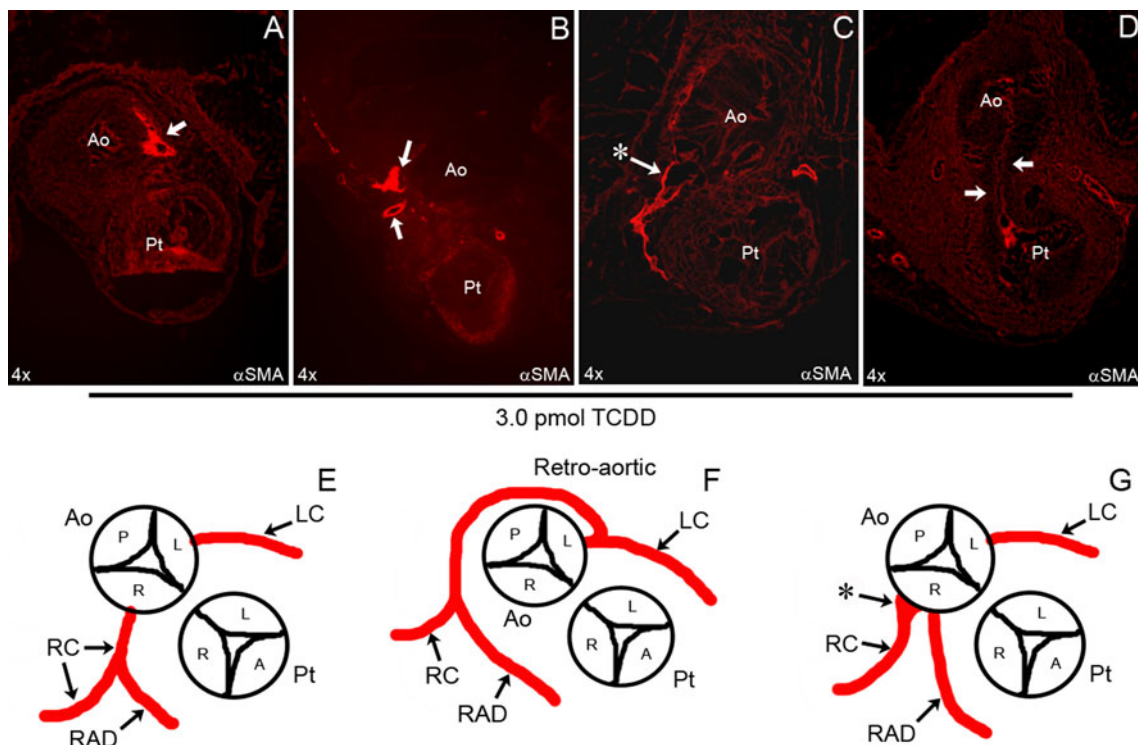 A
Ao
Pt
4x
αSMA
B
Ao
Pt
4x
αSMA
C
*
Ao
Pt
4x
αSMA
D
Ao
Pt
4x
αSMA
3.0 pmol TCDD
E
Ao
P
L
R
LC
RC
RAD
L
R
A
Pt
Retro-aortic
F
P
L
R
Ao
LC
RC
RAD
L
R
A
Pt
G
Ao
P
L
R
LC
*
RC
RAD
L
R
A
Pt